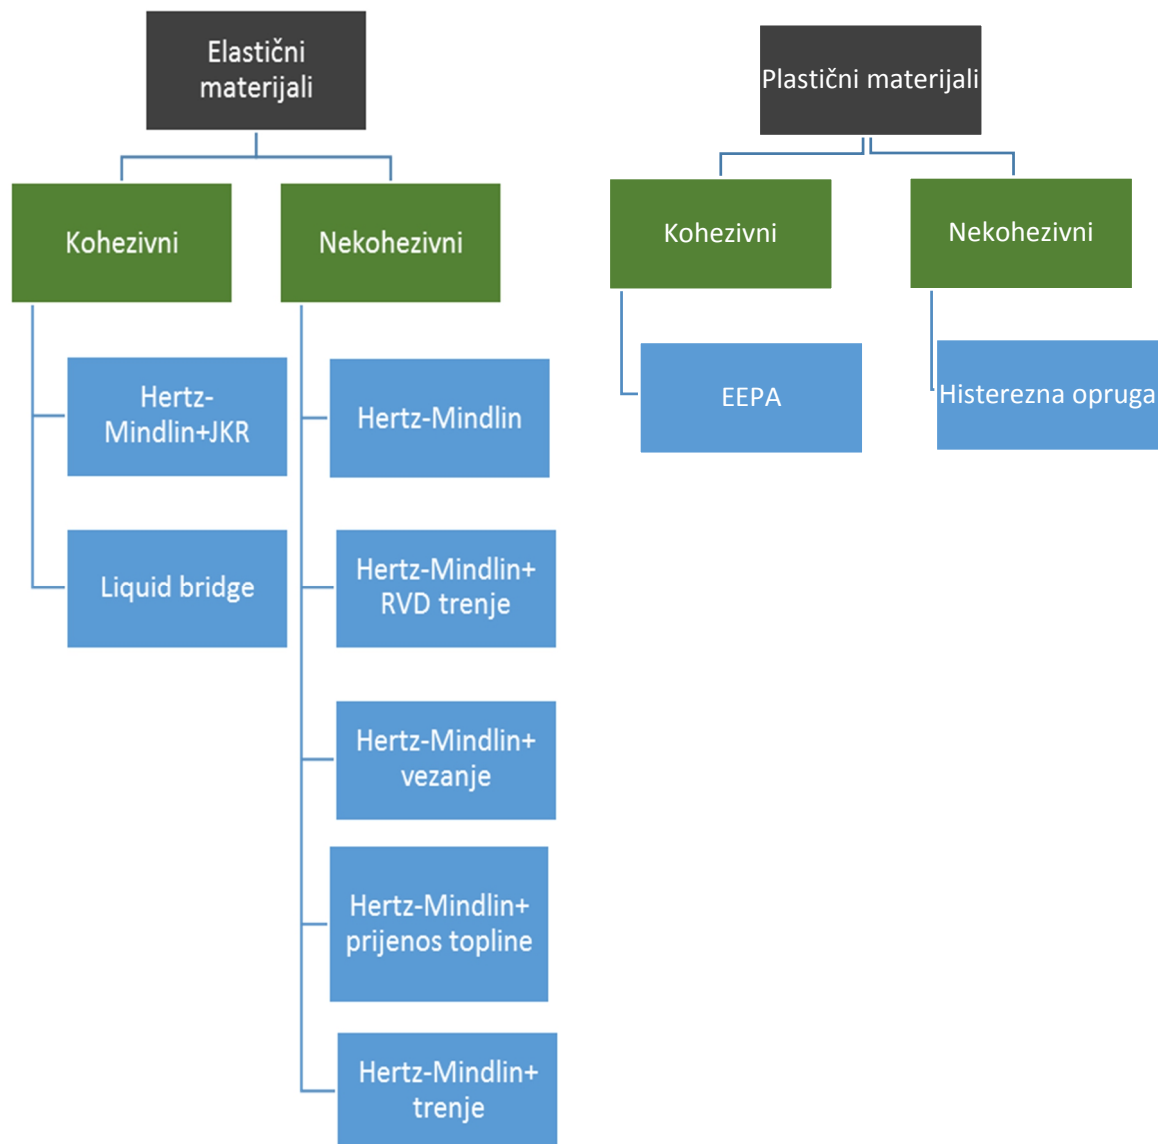 Elastični
materijali
Kohezivni
Nekohezivni
Hertz-
Mindlin+JKR
Liquid bridge
Hertz-Mindlin
Hertz-Mindlin+
RVD trenje
Hertz-Mindlin+
vezanje
Hertz-Mindlin+
prijenos topline
Hertz-Mindlin+
trenje
Plastični materijali
Kohezivni
Nekohezivni
EEPA
Histerezna opruga